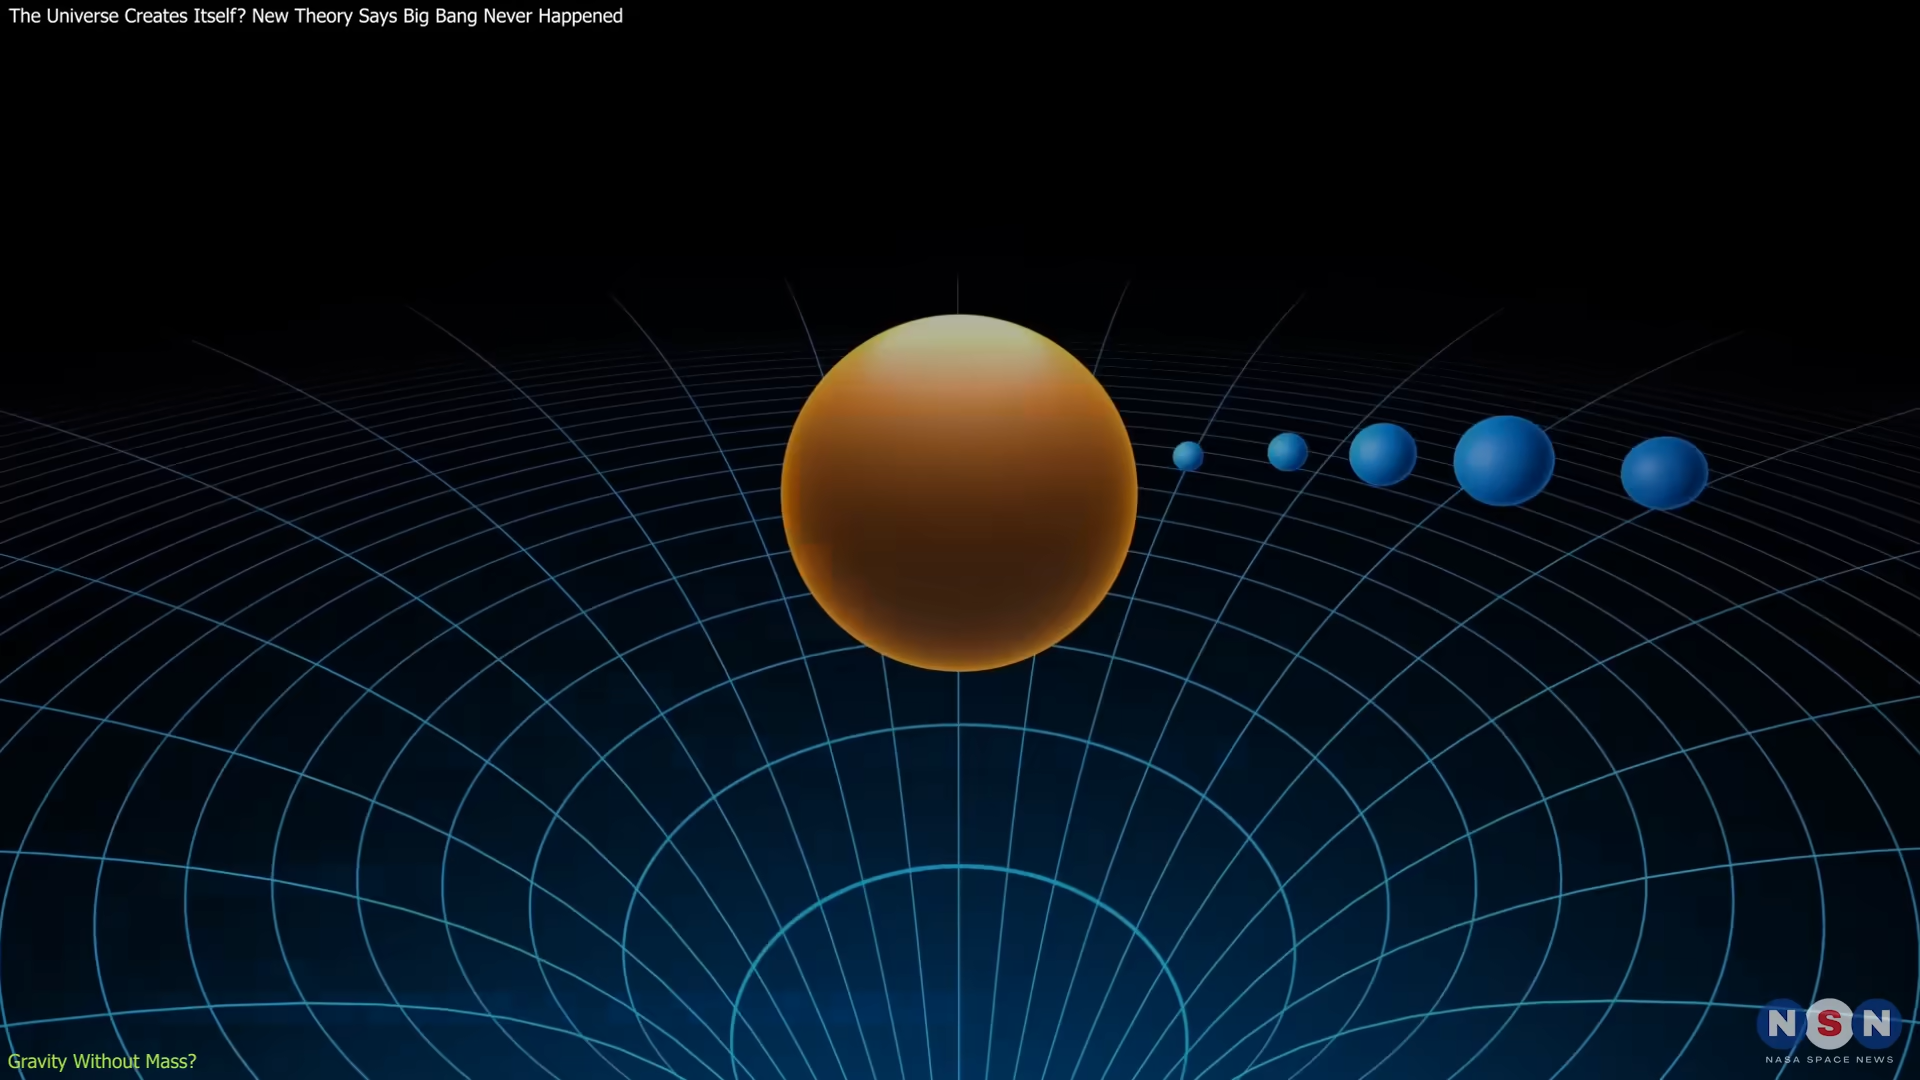 The Universe Creates Itself? New Theory Says Big Bang Never Happened
Gravity Without Mass?
NSN
NASA SPACE NEWS